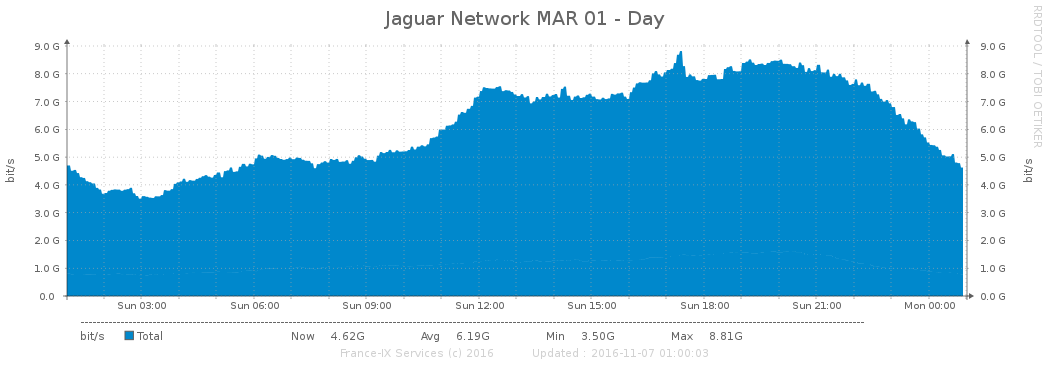 Jaguar Network MAR 01 - Day
RRDTOOL / TOBI OETIKER
9.0 G 9.0 G
8.0 G 8.0 G
7.0 G 7.0 G
6.0 G 6.0 G
5.0 G 5.0 G
4.0 G 4.0 G
3.0 G 3.0 G
2.0 G 2.0 G
1.0 G 1.0 G
0.0 0.0 G
bit/s bit/s
Sun 03:00 Sun 06:00 Sun 09:00 Sun 12:00 Sun 15:00 Sun 18:00 Sun 21:00 Mon 00:00
bit/s Total Now 4.62G Avg 6.19G Min 3.50G Max 8.81G
France-IX Services (c) 2016 Updated : 2016-11-07 01:00:03